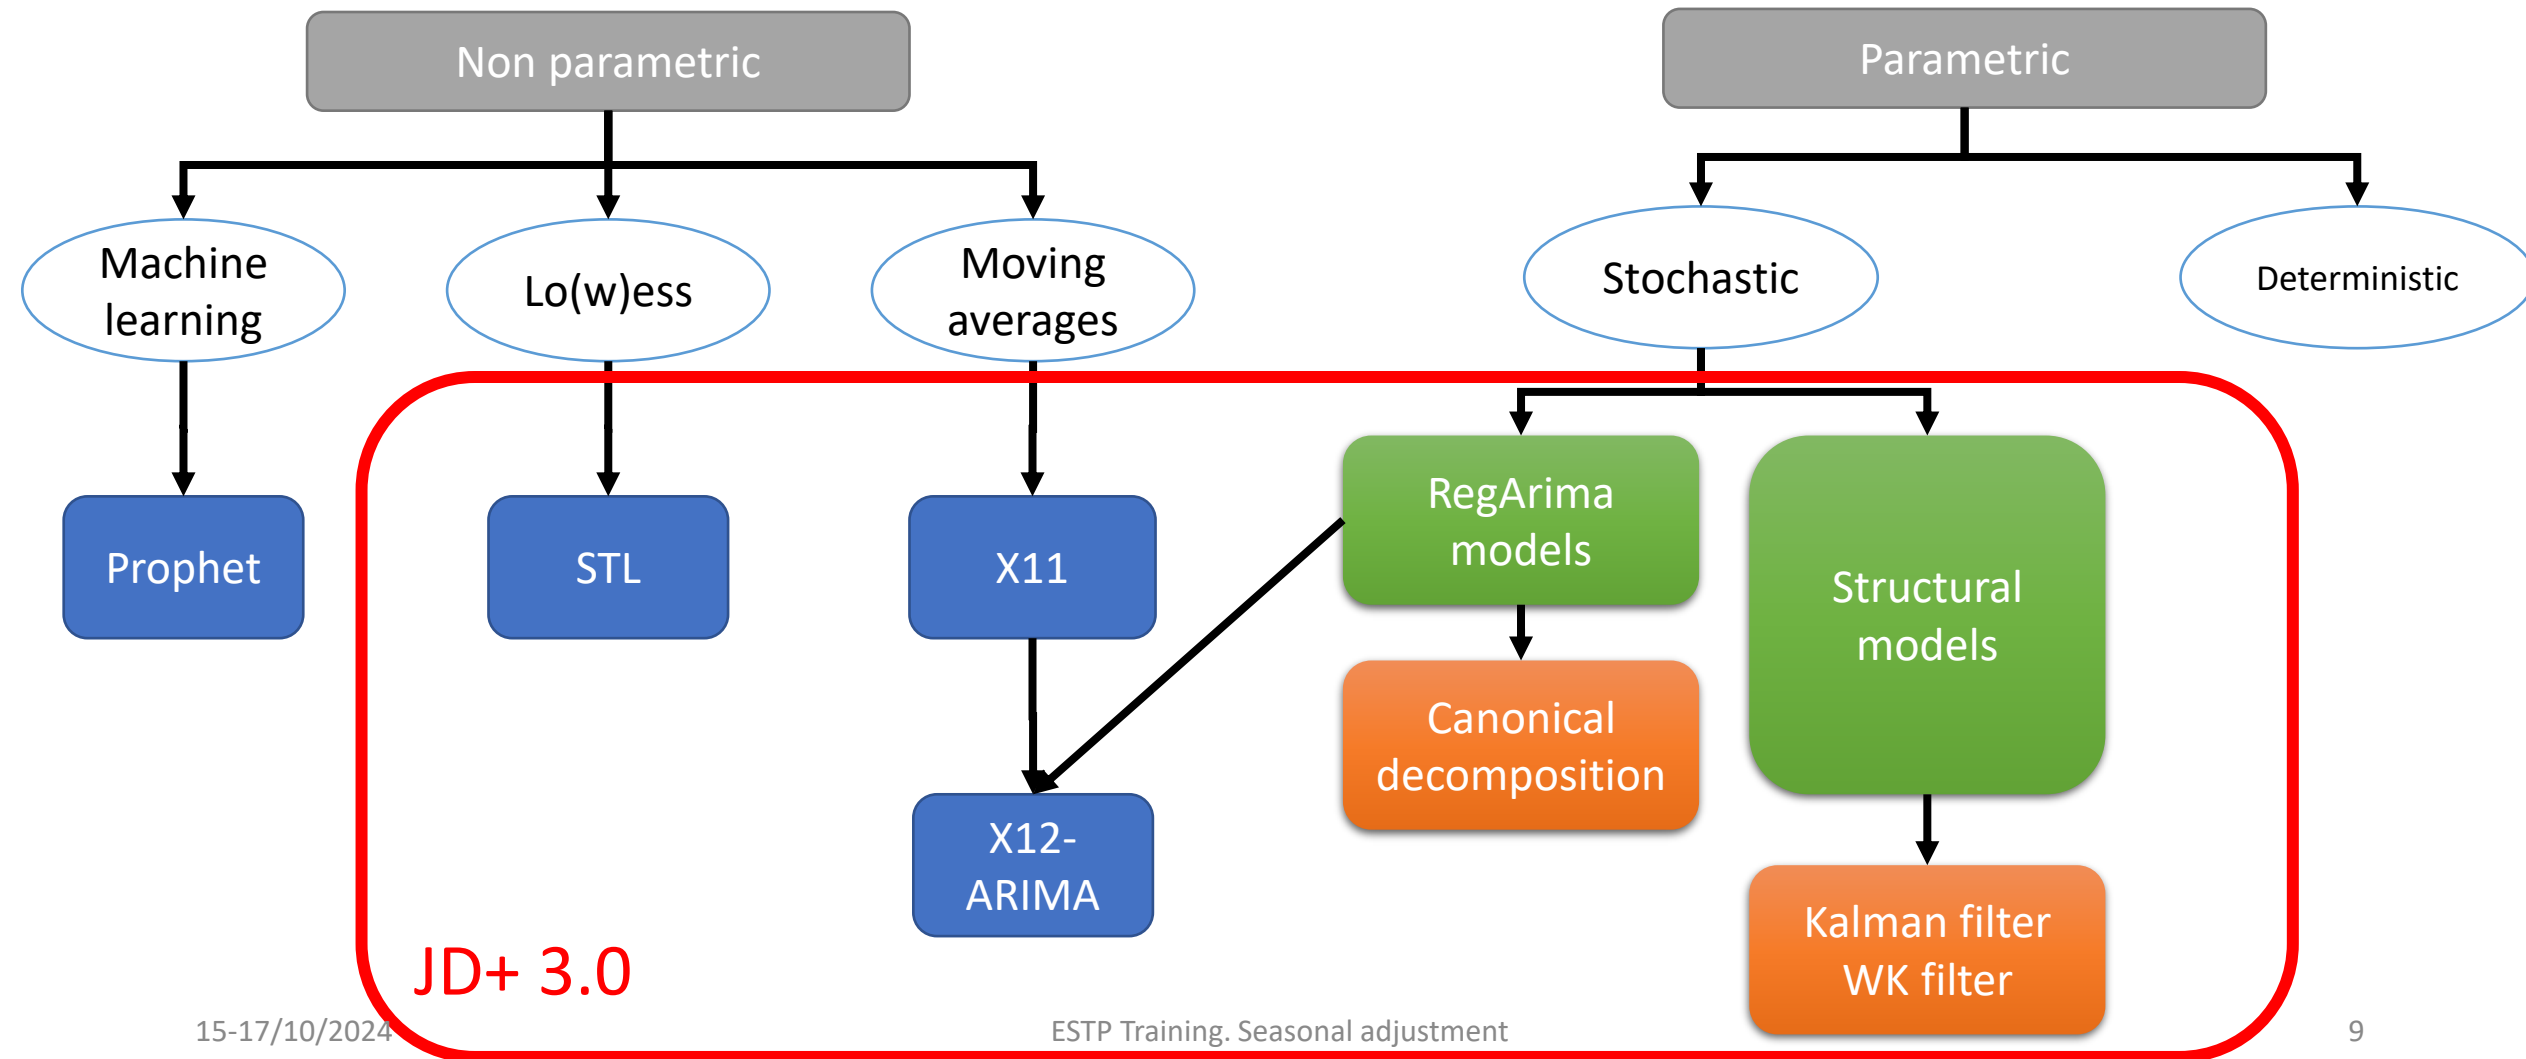 Non parametric
Parametric
Machine
learning
Lo(w)ess
Moving
averages
Stochastic
Deterministic
Prophet
STL
X11
RegArima
models
Structural
models
Canonical
decomposition
X12-
ARIMA
Kalman filter
WK filter
JD+ 3.0
15-17/10/2024
ESTP Training. Seasonal adjustment
9